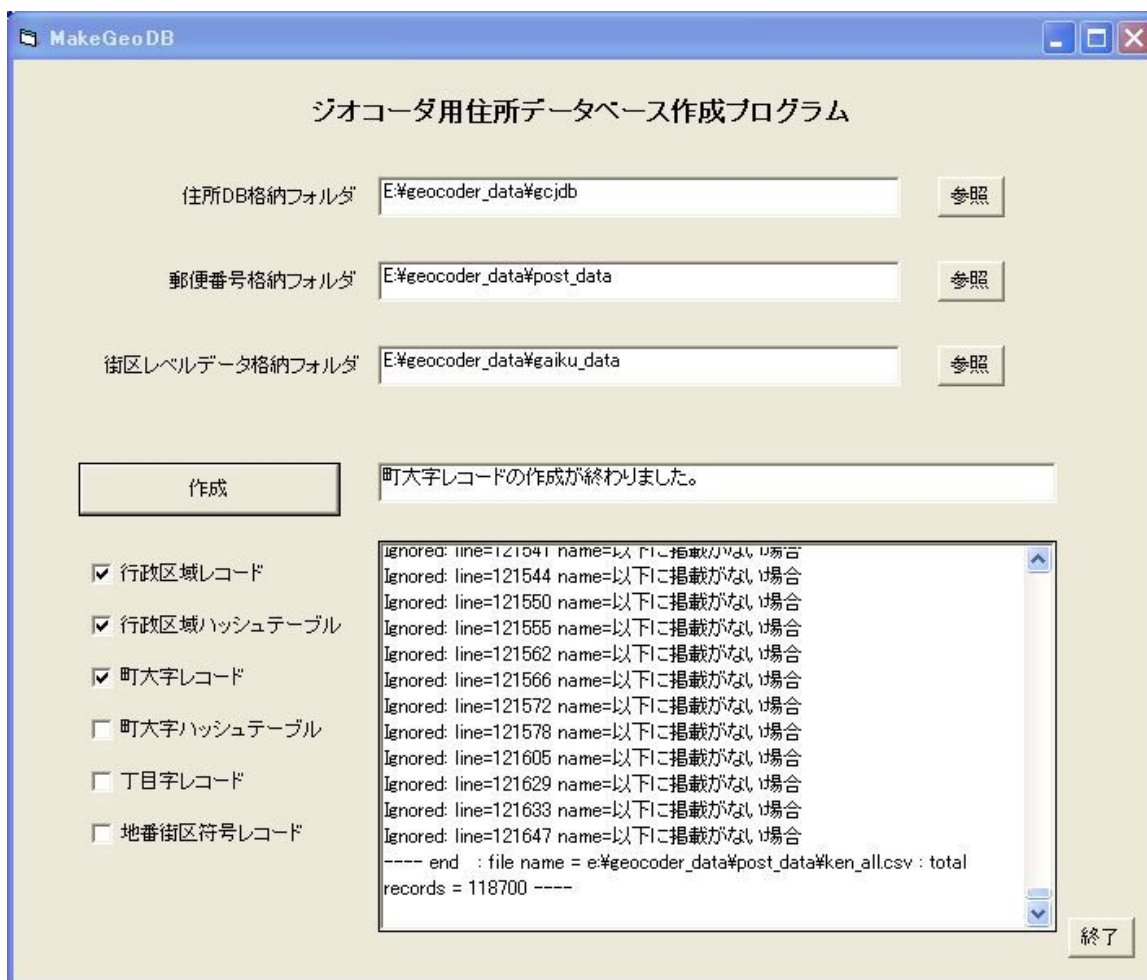 MakeGeoDB
ジオコーダ用住所データベース作成プログラム
住所DB格納フォルダ E:¥geocoder_data¥gcjdb 参照
郵便番号格納フォルダ E:¥geocoder_data¥post_data 参照
街区レベルデータ格納フォルダ E:¥geocoder_data¥gaiku_data 参照
作成 町大字レコードの作成が終わりました。
行政区域レコード
行政区域ハッシュテーブル
町大字レコード
町大字ハッシュテーブル
丁目字レコード
地番街区符号レコード
Ignored: line=121541 name=以下に掲載がない場合
Ignored: line=121544 name=以下に掲載がない場合
Ignored: line=121550 name=以下に掲載がない場合
Ignored: line=121555 name=以下に掲載がない場合
Ignored: line=121562 name=以下に掲載がない場合
Ignored: line=121566 name=以下に掲載がない場合
Ignored: line=121572 name=以下に掲載がない場合
Ignored: line=121578 name=以下に掲載がない場合
Ignored: line=121605 name=以下に掲載がない場合
Ignored: line=121629 name=以下に掲載がない場合
Ignored: line=121633 name=以下に掲載がない場合
Ignored: line=121647 name=以下に掲載がない場合
---- end : file name = e:¥geocoder_data¥post_data¥ken_all.csv : total
records = 118700 ----
終了